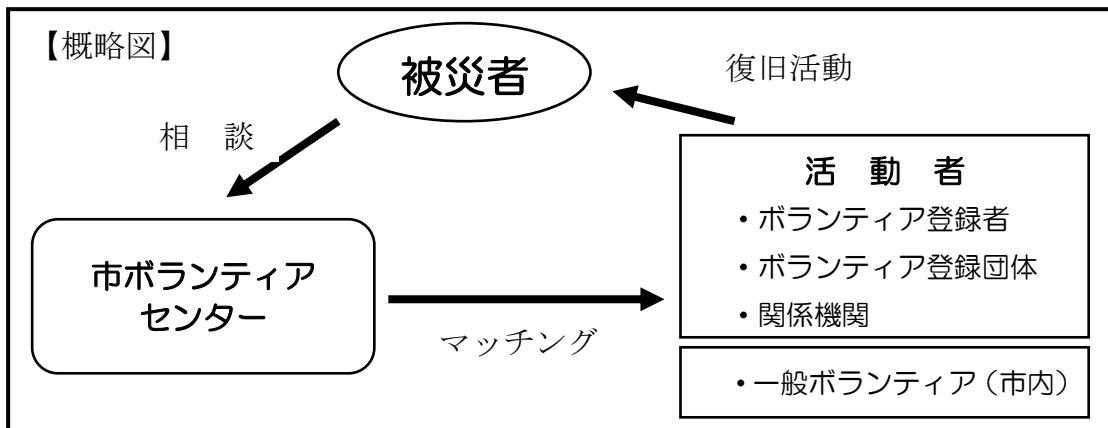 【概略図】
被災者
復旧活動
相　談
活　動　者
・ボランティア登録者
・ボランティア登録団体
・関係機関
市ボランティア
センター
マッチング
・一般ボランティア（市内）